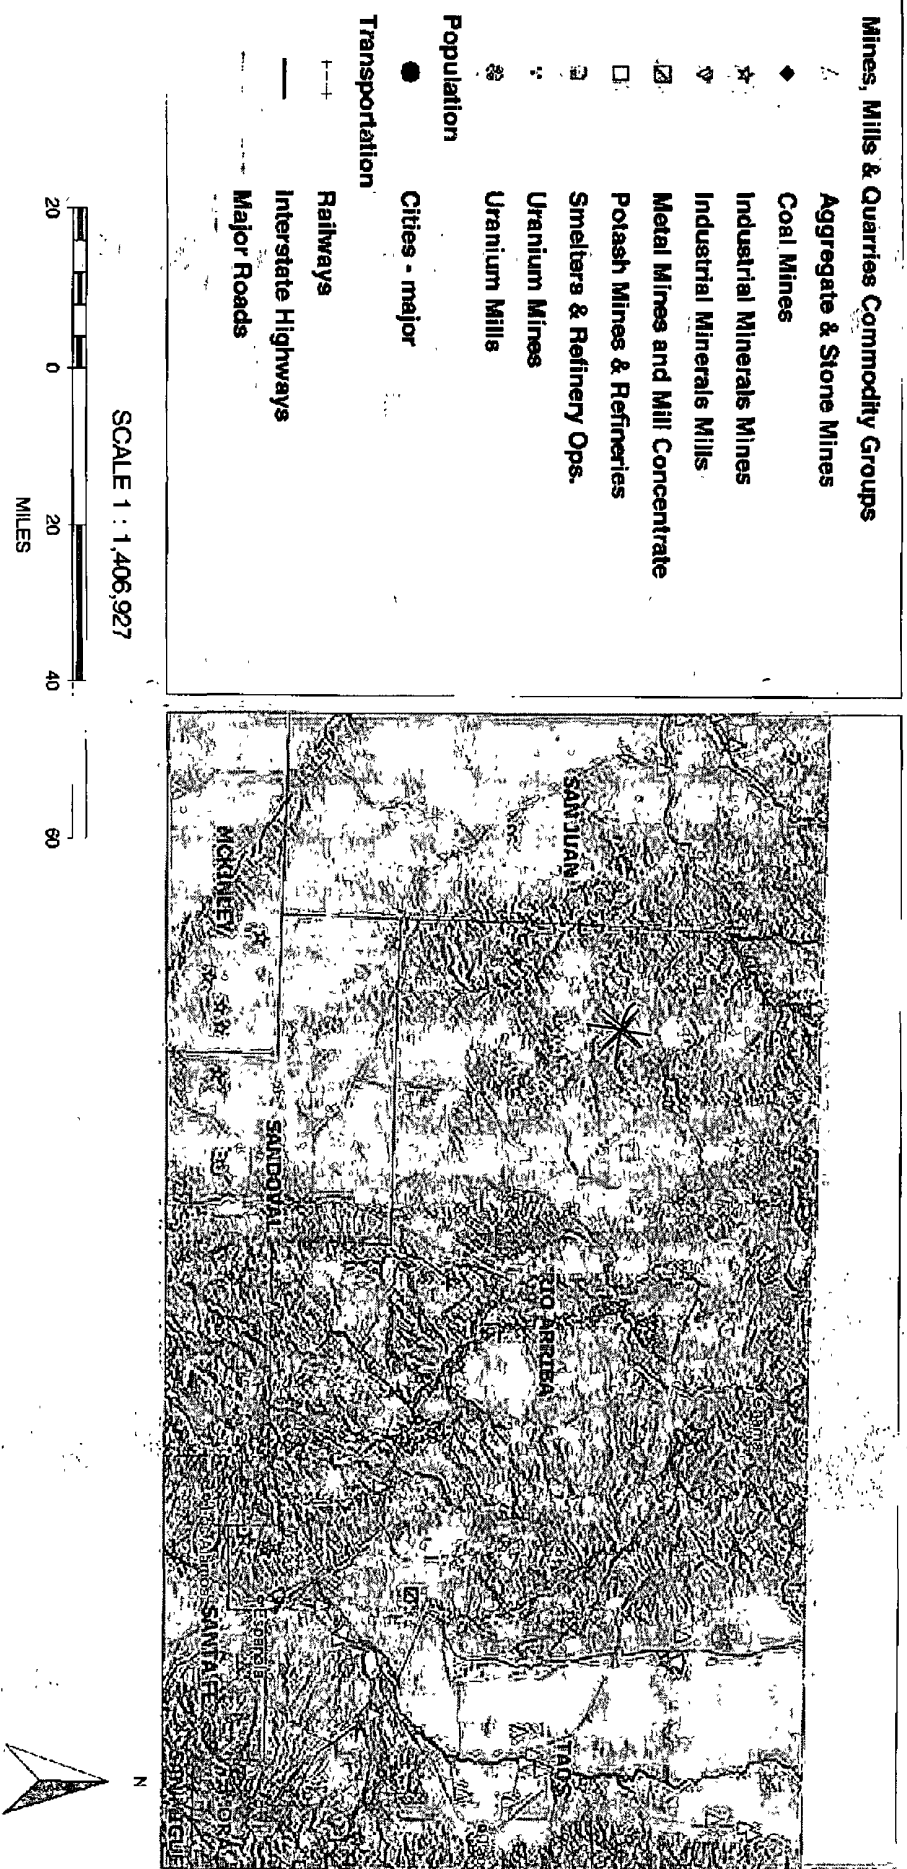 Mines, Mills & Quarries Commodity Groups
Aggregate & Stone Mines
Coal Mines
Industrial Minerals Mines
Industrial Minerals Mills
Metal Mines and Mill Concentrate
Potash Mines & Refineries
Smelters & Refinery Ops.
Uranium Mines
Uranium Mills
Population
Cities - major
Transportation
Railways
Interstate Highways
Major Roads
SCALE 1 : 1,406,927
20 0 20 40 60
MILES
SAN JUAN
RIO ARRIBA
TAOS
MCKINLEY
SANDOVAL
SANTA FE
N